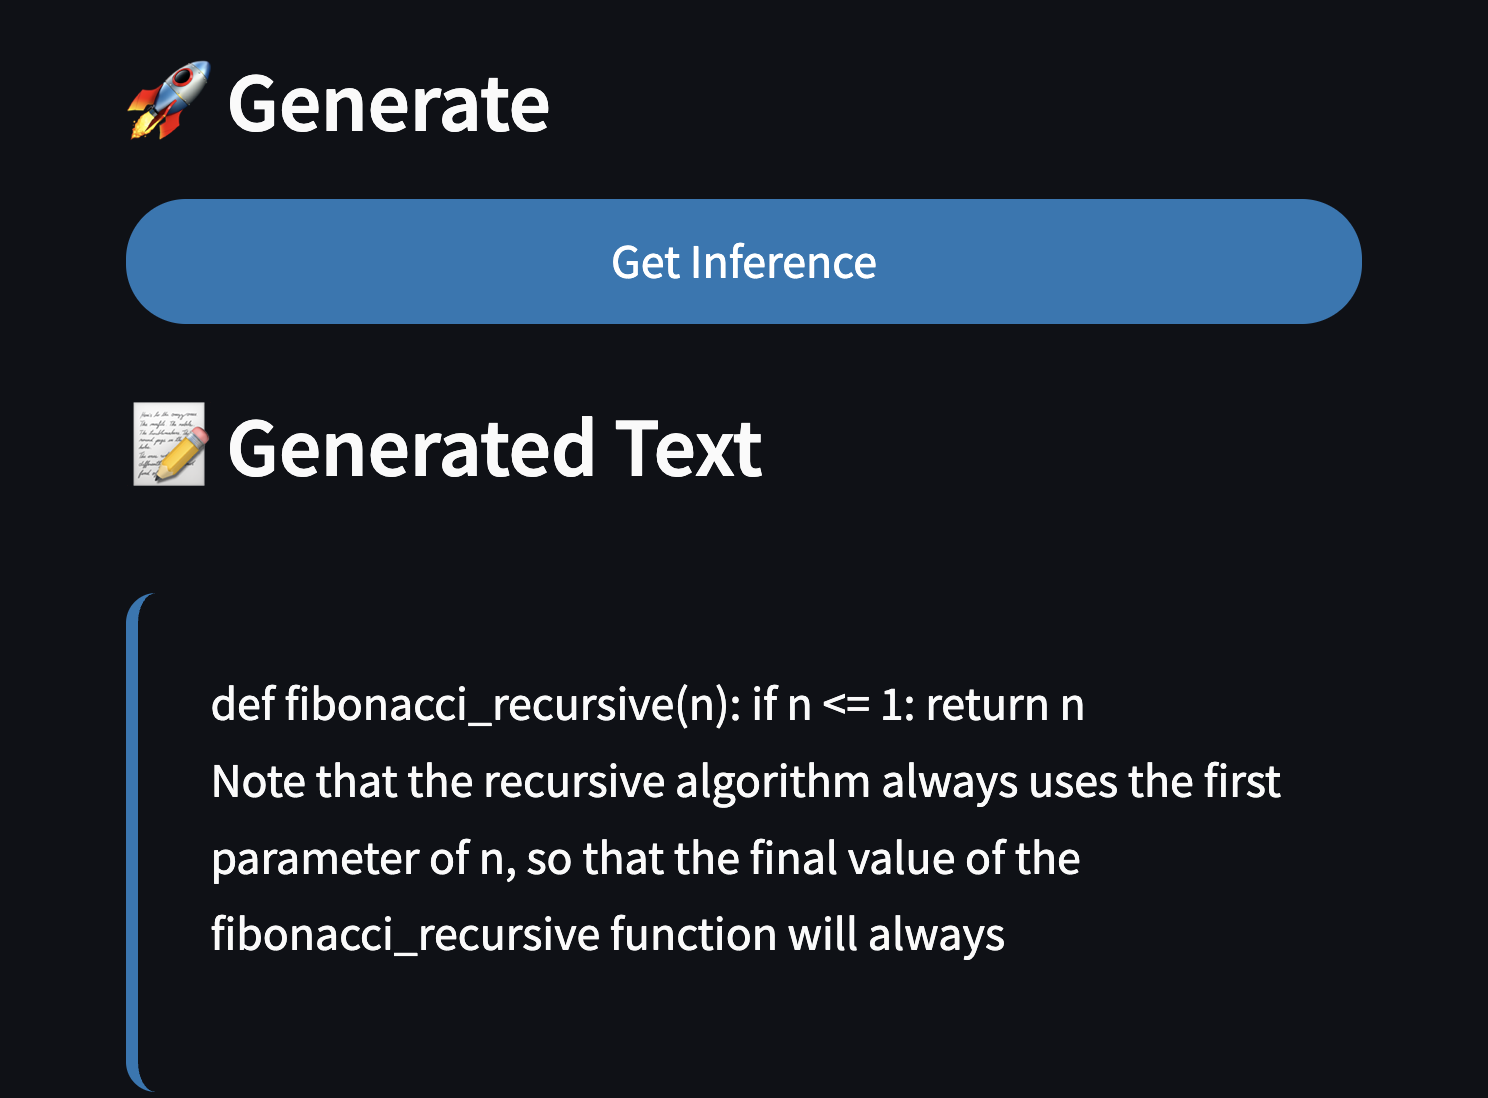 Generate
Get Inference
Generated Text
def fibonacci_recursive(n): if n <= 1: return n
Note that the recursive algorithm always uses the first
parameter of n, so that the final value of the
fibonacci_recursive function will always